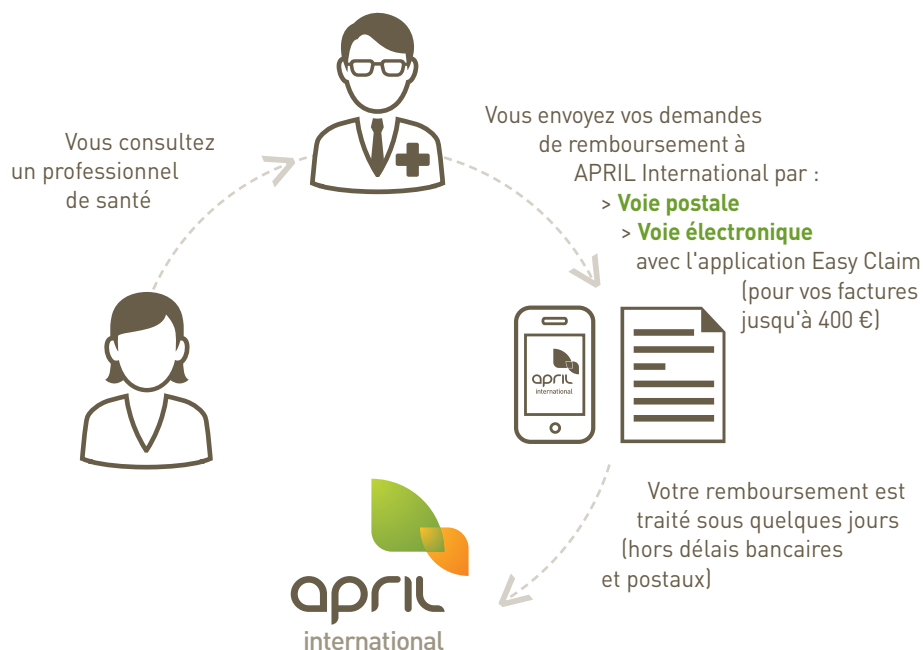 Vous consultez
un professionnel
de santé
Vous envoyez vos demandes
de remboursement à
APRIL International par :
> Voie postale
> Voie électronique
avec l'application Easy Claim
(pour vos factures
jusqu'à 400 €)
april
international
Votre remboursement est
traité sous quelques jours
(hors délais bancaires
et postaux)
april
international